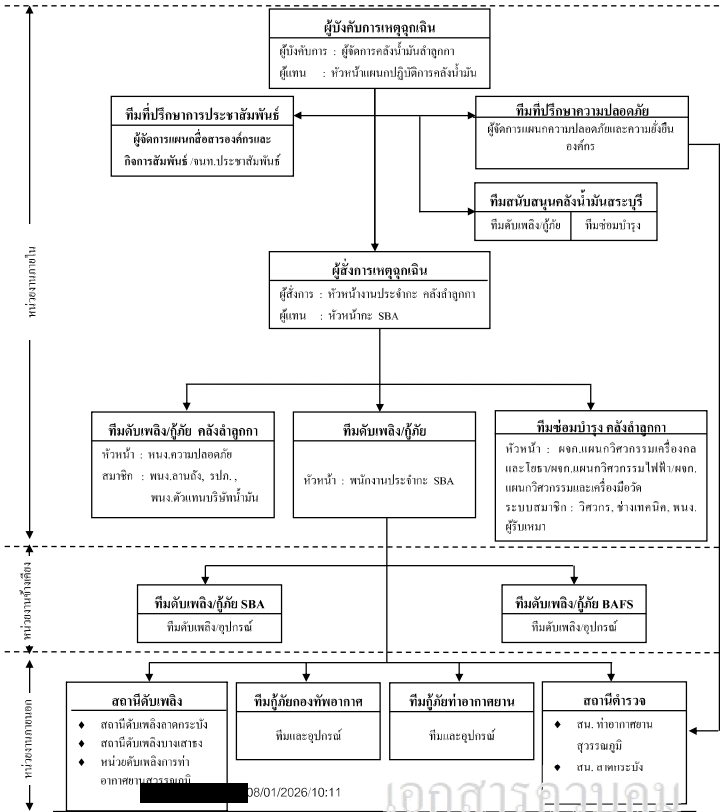 ผู้บังคับการเหตุฉุกเฉิน
ผู้บังคับการ : ผู้จัดการคลังน้ำมันลำลูกกา
ผู้แทน : หัวหน้าแผนกปฏิบัติการคลังน้ำมัน
ทีมที่ปรึกษาการประชาสัมพันธ์
ผู้จัดการแผนกสื่อสารองค์กรและ
กิจการสัมพันธ์ /จนท.ประชาสัมพันธ์
ทีมที่ปรึกษาความปลอดภัย
ผู้จัดการแผนกความปลอดภัยและความยั่งยืน
องค์กร
ทีมสนับสนุนคลังน้ำมันสระบุรี
ทีมดับเพลิง/กู้ภัย
ทีมซ่อมบำรุง
หน่วยงานภายใน
ผู้สั่งการเหตุฉุกเฉิน
ผู้สั่งการ : หัวหน้างานประจำกะ คลังลำลูกกา
ผู้แทน : หัวหน้ากะ SBA
ทีมดับเพลิง/กู้ภัย คลังลำลูกกา
หัวหน้า : หนง.ความปลอดภัย
สมาชิก : พนง.ลานถัง, รปภ. ,
พนง.ตัวแทนบริษัทน้ำมัน
ทีมดับเพลิง/กู้ภัย
หัวหน้า : พนักงานประจำกะ SBA
ทีมซ่อมบำรุง คลังลำลูกกา
หัวหน้า : ผจก.แผนกวิศวกรรมเครื่องกล
และโยธา/ผจก.แผนกวิศวกรรมไฟฟ้า/ผจก.
แผนกวิศวกรรมและเครื่องมือวัด
ระบบสมาชิก : วิศวกร, ช่างเทคนิค, พนง.
ผู้รับเหมา
หน่วยงานข้างเคียง
ทีมดับเพลิง/กู้ภัย SBA
ทีมดับเพลิง/อุปกรณ์
ทีมดับเพลิง/กู้ภัย BAFS
ทีมดับเพลิง/อุปกรณ์
หน่วยงานภายนอก
สถานีดับเพลิง
♦ สถานีดับเพลิงลาดกระบัง
♦ สถานีดับเพลิงบางเสาธง
♦ หน่วยดับเพลิงการท่า
อากาศยานสุวรรณภูมิ
ทีมกู้ภัยกองทัพอากาศ
ทีมและอุปกรณ์
ทีมกู้ภัยท่าอากาศยาน
ทีมและอุปกรณ์
สถานีตำรวจ
♦ สน. ท่าอากาศยาน
สุวรรณภูมิ
♦ สน. ลาดกระบัง
08/01/2026/10:11
เอกสารควบคุม